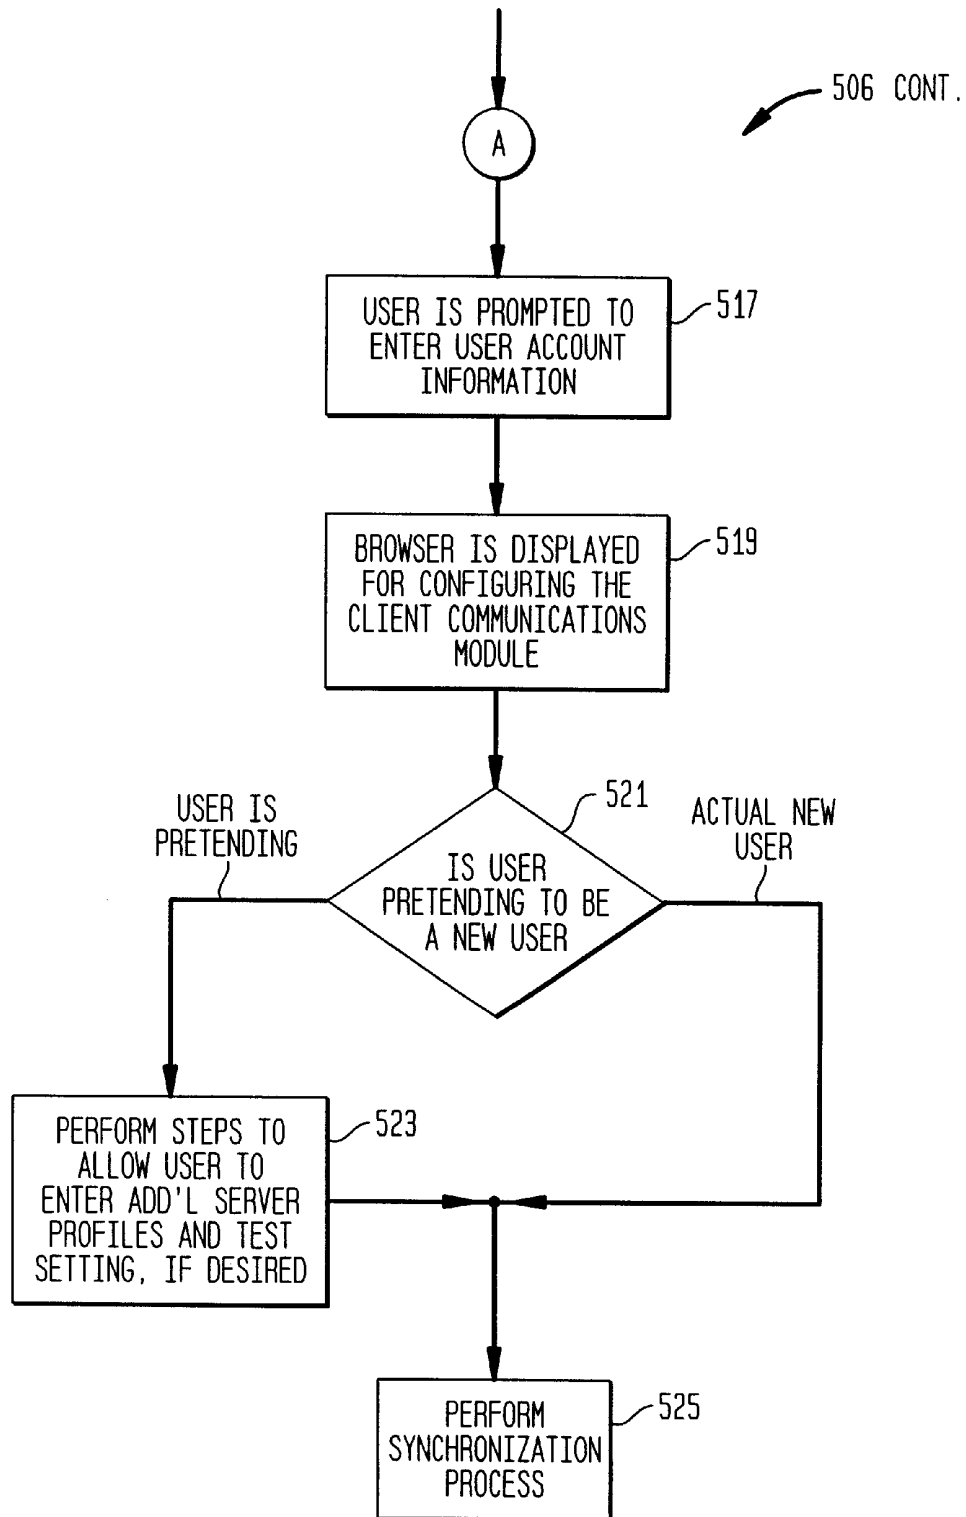 506 CONT.
A
USER IS PROMPTED TO
ENTER USER ACCOUNT
INFORMATION
517
BROWSER IS DISPLAYED
FOR CONFIGURING THE
CLIENT COMMUNICATIONS
MODULE
519
521
USER IS
PRETENDING
ACTUAL NEW
USER
IS USER
PRETENDING TO BE
A NEW USER
PERFORM STEPS TO
ALLOW USER TO
ENTER ADD'L SERVER
PROFILES AND TEST
SETTING, IF DESIRED
523
PERFORM
SYNCHRONIZATION
PROCESS
525